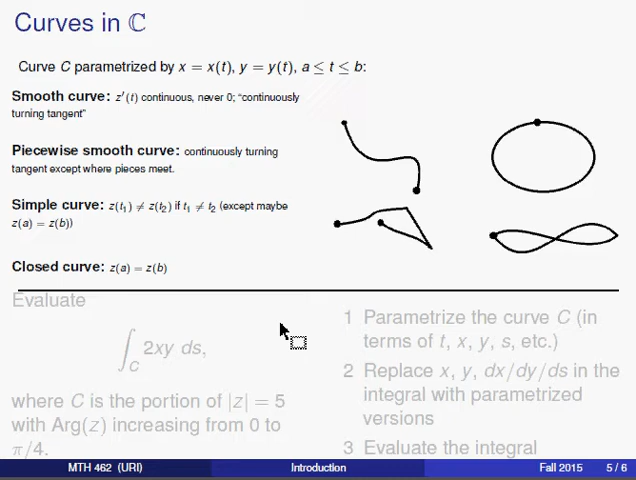 Curves in ℂ
Curve C parametrized by x = x(t), y = y(t), a ≤ t ≤ b:
Smooth curve: z′(t) continuous, never 0; “continuously
turning tangent”
Piecewise smooth curve: continuously turning
tangent except where pieces meet.
Simple curve: z(t₁) ≠ z(t₂) if t₁ ≠ t₂ (except maybe
z(a) = z(b))
Closed curve: z(a) = z(b)
Evaluate
∫_C 2xy ds,
where C is the portion of |z| = 5
with Arg(z) increasing from 0 to
π/4.
1 Parametrize the curve C (in
terms of t, x, y, s, etc.)
2 Replace x, y, dx/dy/ds in the
integral with parametrized
versions
3 Evaluate the integral
MTH 462 (URI) Introduction Fall 2015 5 / 6